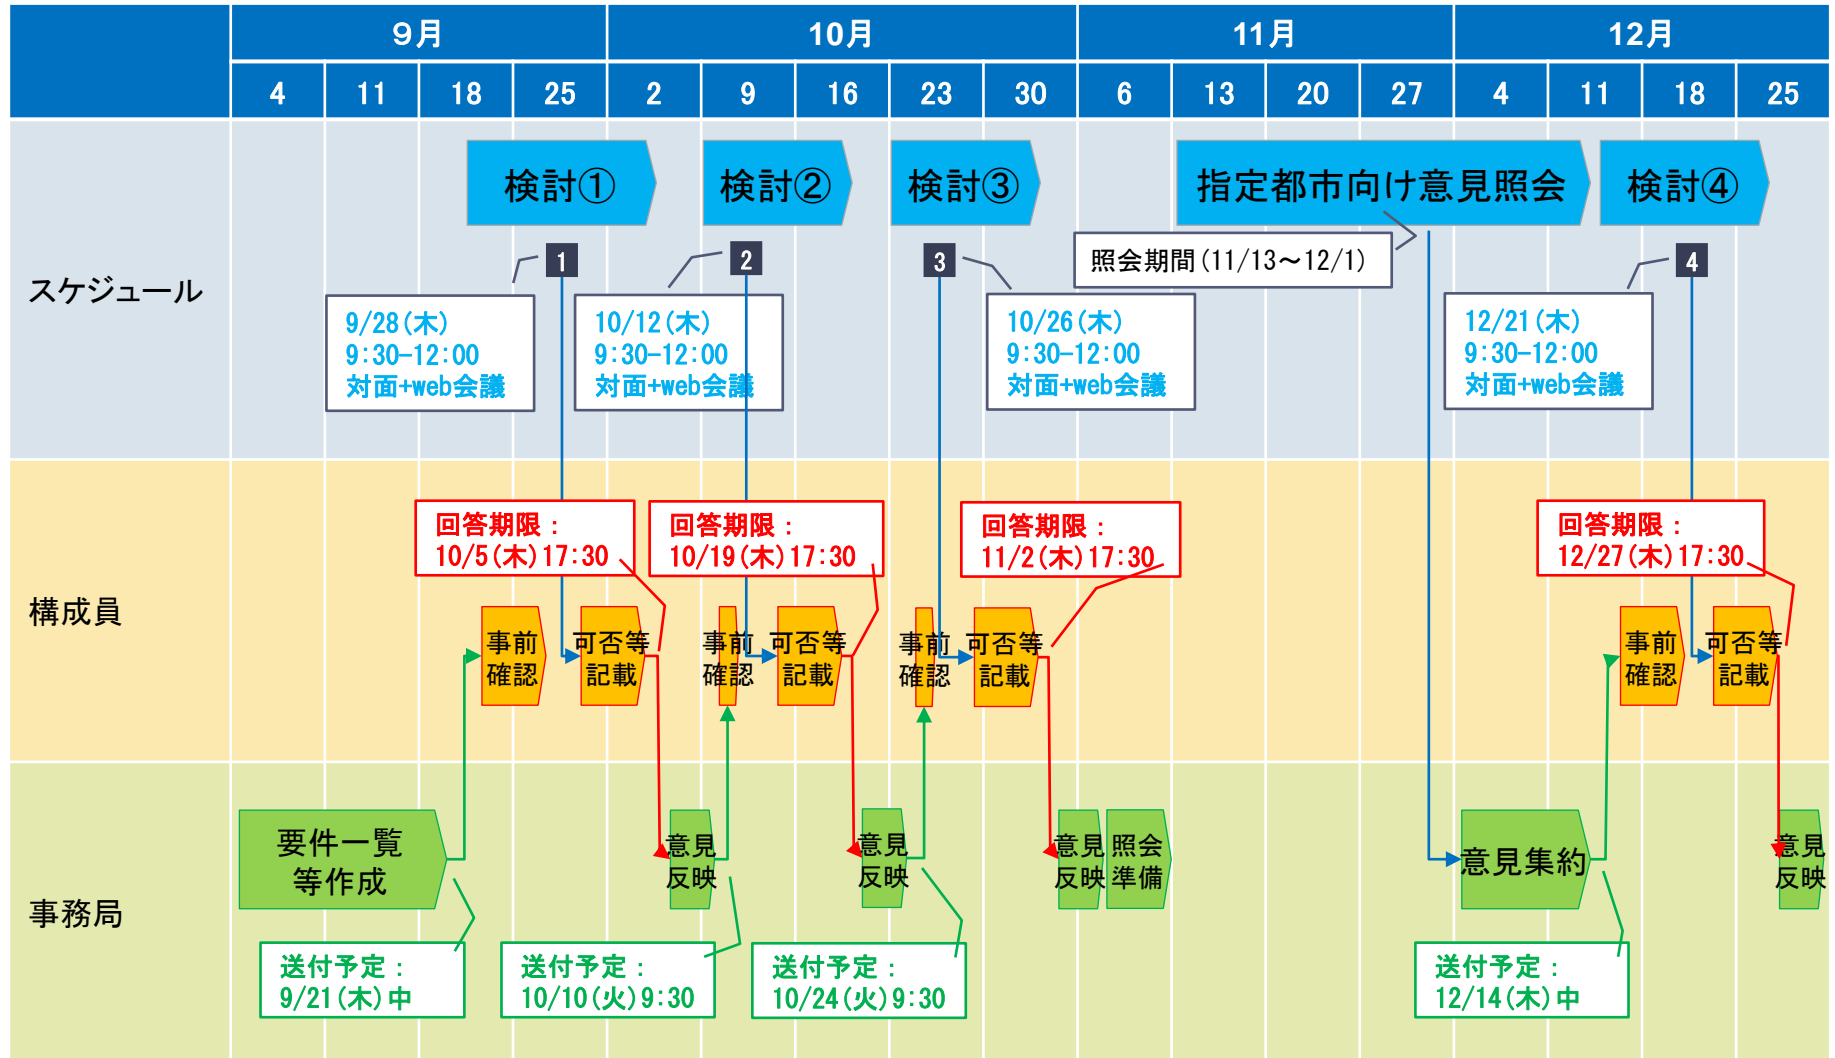 9月
10月
11月
12月
4
11
18
25
2
9
16
23
30
6
13
20
27
4
11
18
25
スケジュール
検討①
検討②
検討③
指定都市向け意見照会
検討④
1
2
3
4
照会期間(11/13～12/1)
9/28(木)
9:30-12:00
対面+web会議
10/12(木)
9:30-12:00
対面+web会議
10/26(木)
9:30-12:00
対面+web会議
12/21(木)
9:30-12:00
対面+web会議
構成員
回答期限：
10/5(木)17:30
回答期限：
10/19(木)17:30
回答期限：
11/2(木)17:30
回答期限：
12/27(木)17:30
事前
確認
可否等
記載
事前
確認
可否等
記載
事前
確認
可否等
記載
事前
確認
可否等
記載
事務局
要件一覧
等作成
意見
反映
意見
反映
意見
反映
照会
準備
意見集約
意見
反映
送付予定：
9/21(木)中
送付予定：
10/10(火)9:30
送付予定：
10/24(火)9:30
送付予定：
12/14(木)中